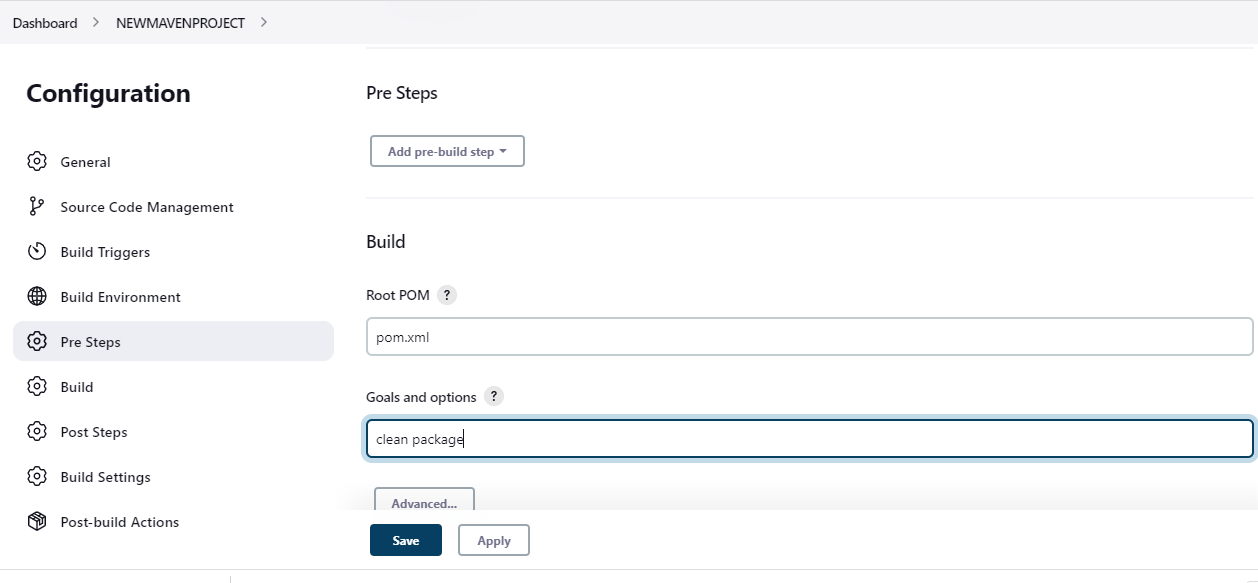 Dashboard > NEWMAVENPROJECT >
Configuration
General
Source Code Management
Build Triggers
Build Environment
Pre Steps
Build
Post Steps
Build Settings
Post-build Actions
Pre Steps
Add pre-build step
Build
Root POM ?
pom.xml
Goals and options ?
clean package
Advanced...
Save Apply